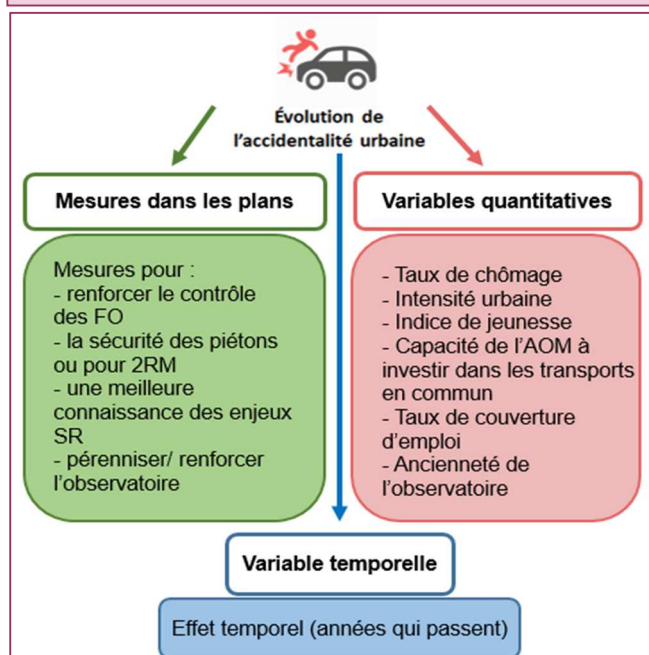 Évolution de
l'accidentalité urbaine
Mesures dans les plans
Mesures pour :
- renforcer le contrôle
des FO
- la sécurité des piétons
ou pour 2RM
- une meilleure
connaissance des enjeux
SR
- pérenniser/ renforcer
l'observatoire
Variables quantitatives
- Taux de chômage
- Intensité urbaine
- Indice de jeunesse
- Capacité de l'AOM à
investir dans les transports
en commun
- Taux de couverture
d'emploi
- Ancienneté de
l'observatoire
Variable temporelle
Effet temporel (années qui passent)